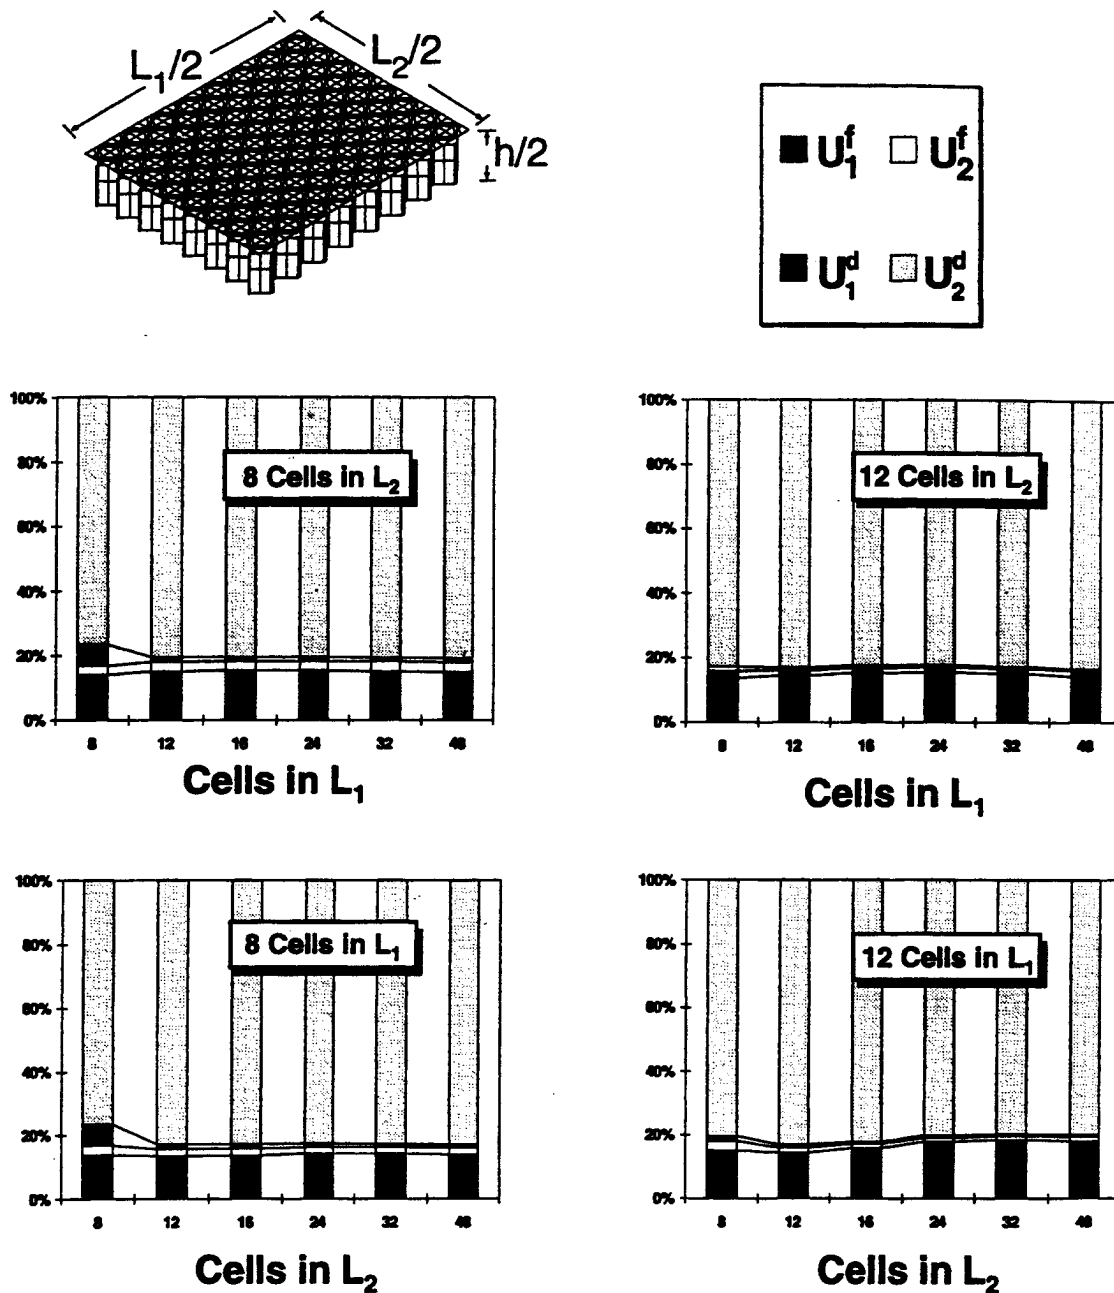 L₁/2
L₂/2
h/2
U₁ᶠ U₂ᶠ
U₁ᵈ U₂ᵈ
100%
80%
60%
40%
20%
0%
8 Cells in L₂
8 12 16 24 32 48
Cells in L₁
100%
80%
60%
40%
20%
0%
12 Cells in L₂
8 12 16 24 32 48
Cells in L₁
100%
80%
60%
40%
20%
0%
8 Cells in L₁
8 12 16 24 32 48
Cells in L₂
100%
80%
60%
40%
20%
0%
12 Cells in L₁
8 12 16 24 32 48
Cells in L₂